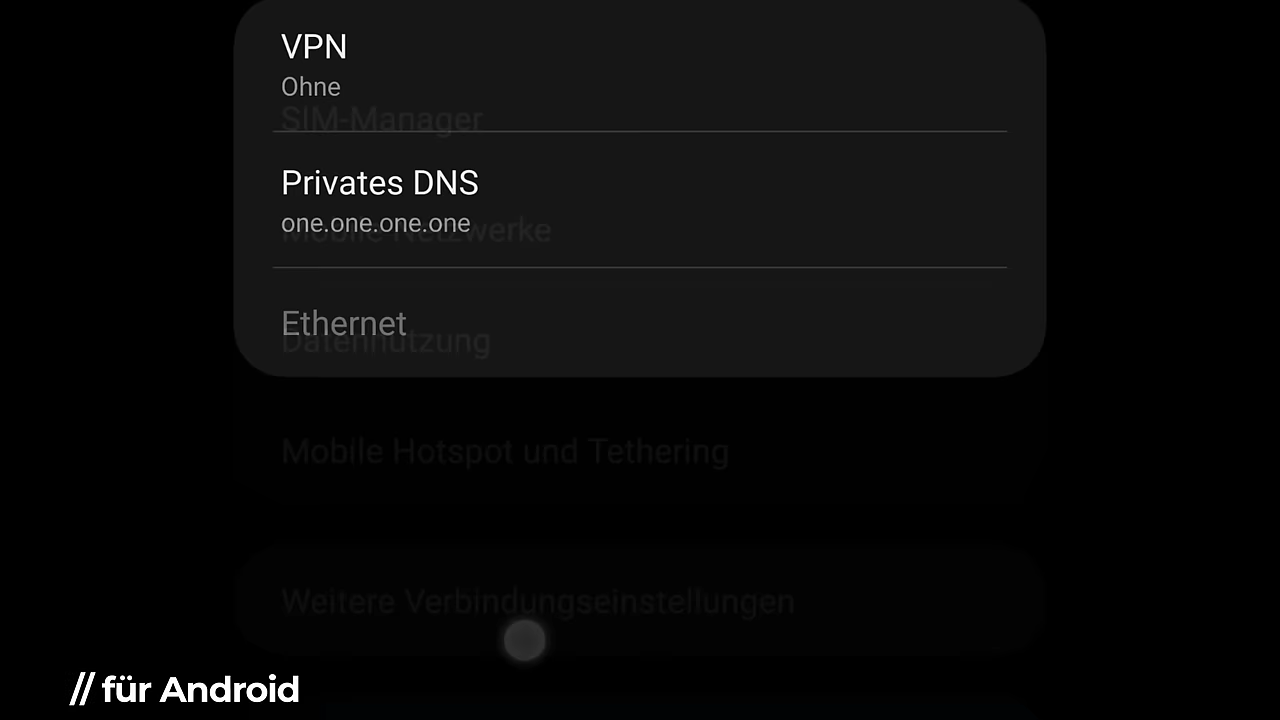 VPN
Ohne
SIM-Manager
Privates DNS
one.one.one.one
Mobile Netzwerke
Ethernet
Datennutzung
Mobile Hotspot und Tethering
Weitere Verbindungseinstellungen
// für Android